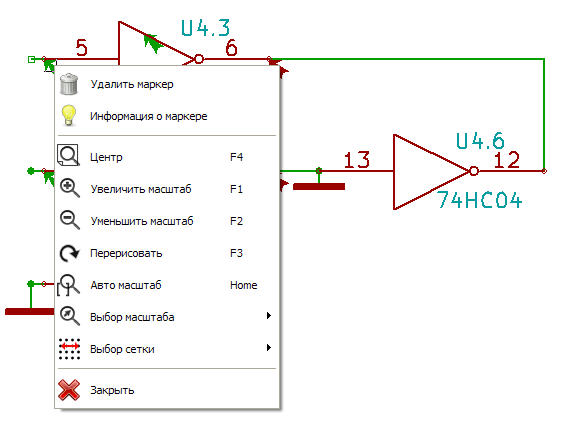 U4.3
5
6
Удалить маркер
Информация о маркере
Центр F4
Увеличить масштаб F1
Уменьшить масштаб F2
Перерисовать F3
Авто масштаб Home
Выбор масштаба
Выбор сетки
Закрыть
U4.6
13
12
74HC04